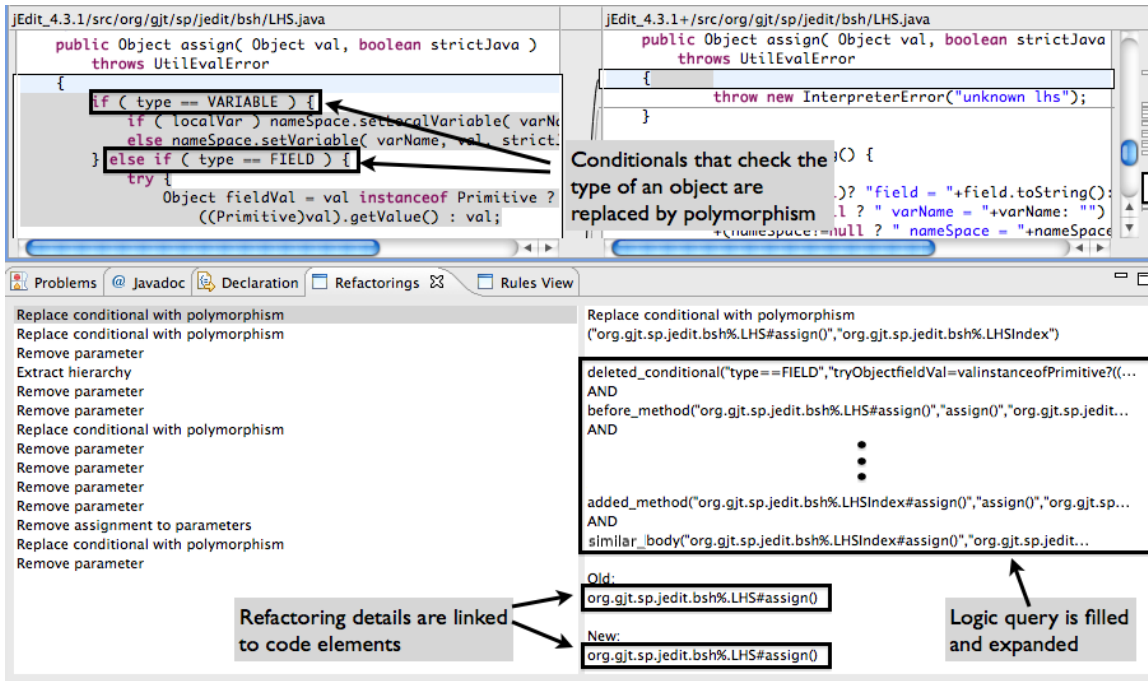 jEdit_4.3.1/src/org/gjt/sp/jedit/bsh/LHS.java
public Object assign( Object val, boolean strictJava )
throws UtilEvalError
{
if ( type == VARIABLE ) {
if ( localVar ) nameSpace.setLocalVariable( varNa
else nameSpace.setVariable( varName, val, strictJ
} else if ( type == FIELD ) {
try {
Object fieldVal = val instanceof Primitive ?
((Primitive)val).getValue() : val;
jEdit_4.3.1+/src/org/gjt/sp/jedit/bsh/LHS.java
public Object assign( Object val, boolean strictJava
throws UtilEvalError
{
throw new InterpreterError("unknown lhs");
}
g() {
l)? "field = "+field.toString():
ll ? " varName = "+varName: "")
+(nameSpace!=null ? " nameSpace = "+nameSpace
Conditionals that check the
type of an object are
replaced by polymorphism
Problems @ Javadoc Declaration Refactorings Rules View
Replace conditional with polymorphism
Replace conditional with polymorphism
Remove parameter
Extract hierarchy
Remove parameter
Remove parameter
Replace conditional with polymorphism
Remove parameter
Remove parameter
Remove parameter
Remove parameter
Remove assignment to parameters
Replace conditional with polymorphism
Remove parameter
Replace conditional with polymorphism
("org.gjt.sp.jedit.bsh%.LHS#assign()","org.gjt.sp.jedit.bsh%.LHSIndex")
deleted_conditional("type==FIELD","tryObjectfieldVal=valinstanceofPrimitive?((...
AND
before_method("org.gjt.sp.jedit.bsh%.LHS#assign()","assign()","org.gjt.sp.jedit...
AND
added_method("org.gjt.sp.jedit.bsh%.LHSIndex#assign()","assign()","org.gjt.sp...
AND
similar_body("org.gjt.sp.jedit.bsh%.LHSIndex#assign()","org.gjt.sp.jedit...
Old:
org.gjt.sp.jedit.bsh%.LHS#assign()
New:
org.gjt.sp.jedit.bsh%.LHS#assign()
Refactoring details are linked
to code elements
Logic query is filled
and expanded